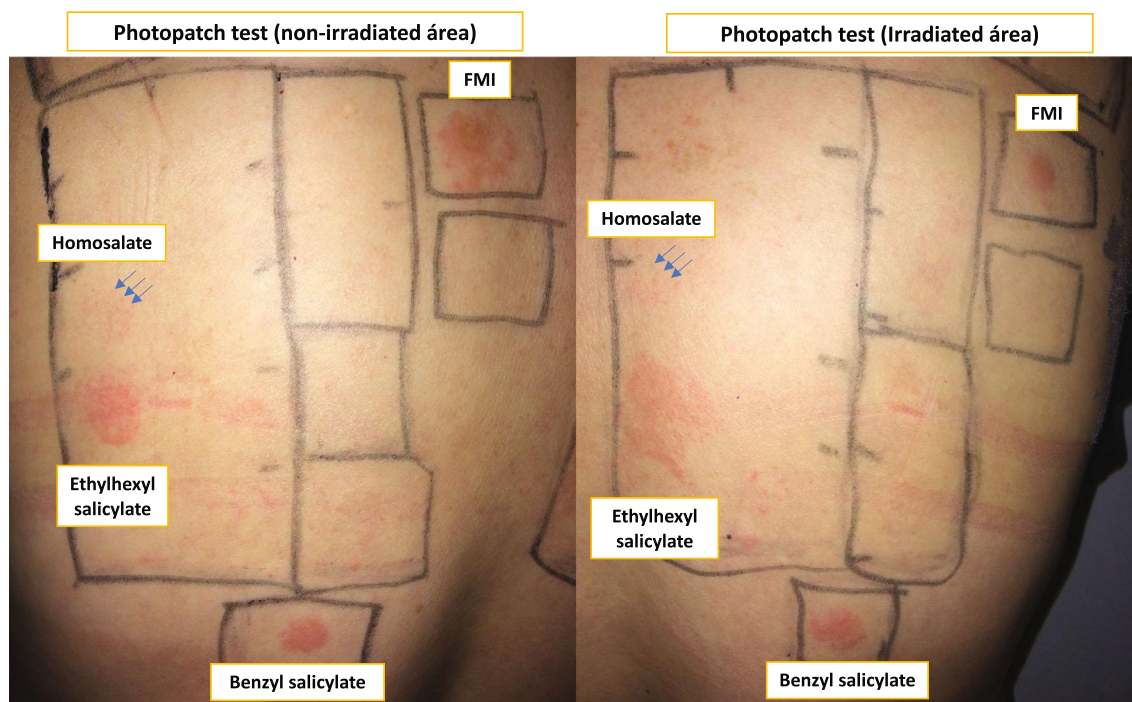 Photopatch test (non-irradiated área)
FMI
Homosalate
Ethylhexyl
salicylate
Benzyl salicylate
Photopatch test (Irradiated área)
FMI
Homosalate
Ethylhexyl
salicylate
Benzyl salicylate